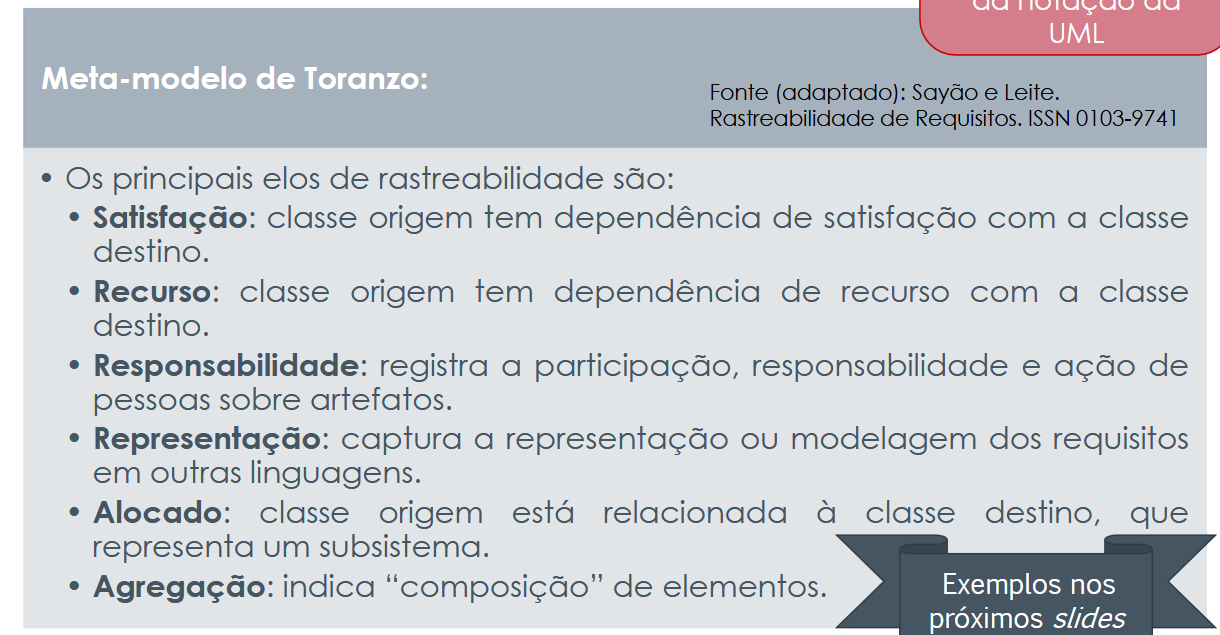 da notação da
UML
Meta-modelo de Toranzo:
Fonte (adaptado): Sayão e Leite.
Rastreabilidade de Requisitos. ISSN 0103-9741
• Os principais elos de rastreabilidade são:
• Satisfação: classe origem tem dependência de satisfação com a classe
destino.
• Recurso: classe origem tem dependência de recurso com a classe
destino.
• Responsabilidade: registra a participação, responsabilidade e ação de
pessoas sobre artefatos.
• Representação: captura a representação ou modelagem dos requisitos
em outras linguagens.
• Alocado: classe origem está relacionada à classe destino, que
representa um subsistema.
• Agregação: indica “composição” de elementos.
Exemplos nos
próximos slides